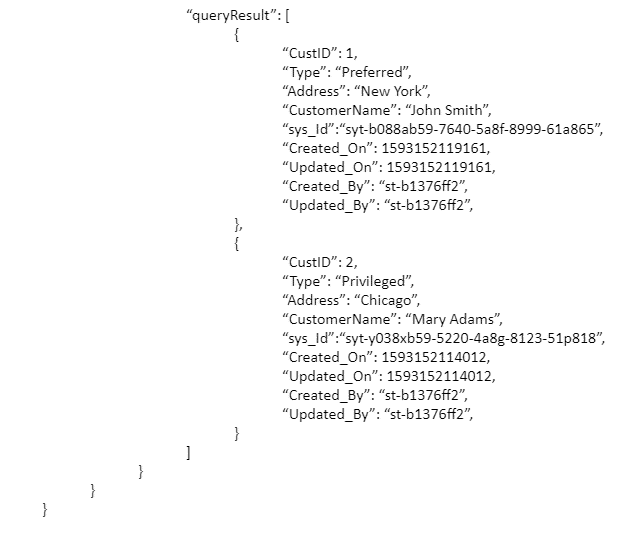 “queryResult”: [
{
“CustID”: 1,
“Type”: “Preferred”,
“Address”: “New York”,
“CustomerName”: “John Smith”,
“sys_Id”:“syt-b088ab59-7640-5a8f-8999-61a865”,
“Created_On”: 1593152119161,
“Updated_On”: 1593152119161,
“Created_By”: “st-b1376ff2”,
“Updated_By”: “st-b1376ff2”,
},
{
“CustID”: 2,
“Type”: “Privileged”,
“Address”: “Chicago”,
“CustomerName”: “Mary Adams”,
“sys_Id”:“syt-y038xb59-5220-4a8g-8123-51p818”,
“Created_On”: 1593152114012,
“Updated_On”: 1593152114012,
“Created_By”: “st-b1376ff2”,
“Updated_By”: “st-b1376ff2”,
}
]
}
}
}